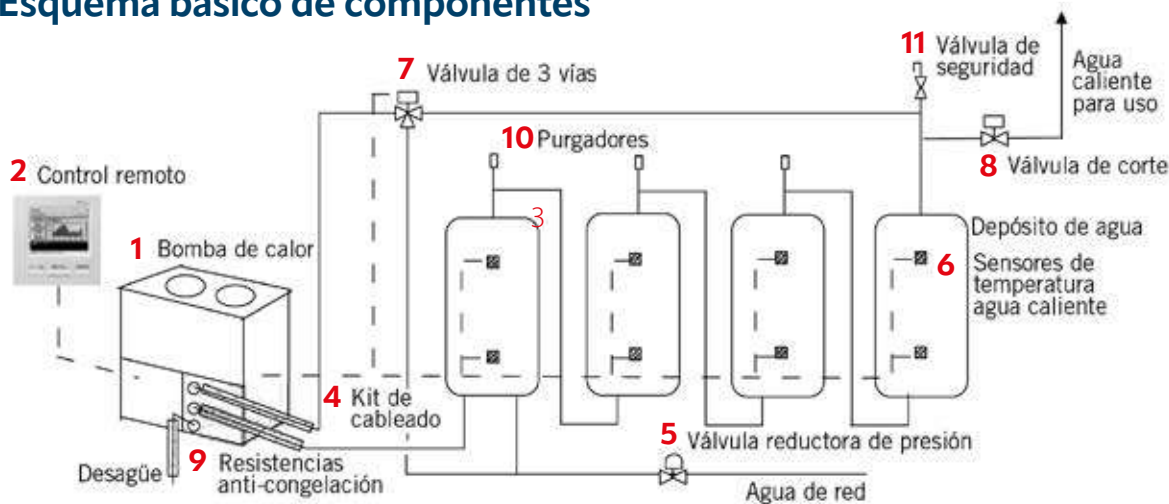 Esquema básico de componentes
11 Válvula de
seguridad
Agua
caliente
para uso
7 Válvula de 3 vías
10 Purgadores
8 Válvula de corte
2 Control remoto
3
Depósito de agua
1 Bomba de calor
6 Sensores de
temperatura
agua caliente
4 Kit de
cableado
5 Válvula reductora de presión
Desagüe
9 Resistencias
anti-congelación
Agua de red